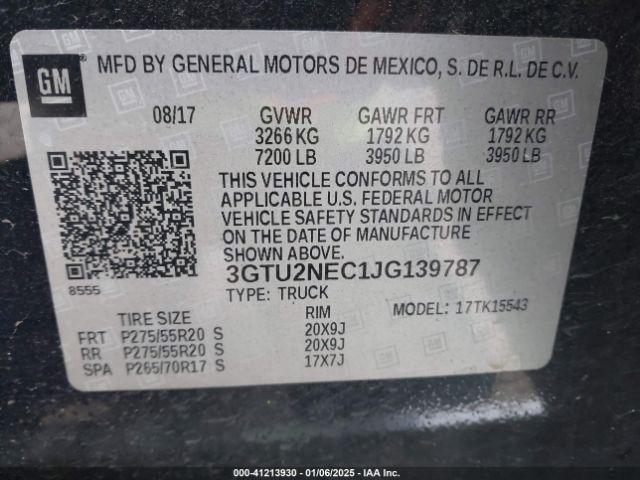 GM
MFD BY GENERAL MOTORS DE MEXICO, S. DE R.L. DE C.V.
08/17 GVWR GAWR FRT GAWR RR
3266 KG 1792 KG 1792 KG
7200 LB 3950 LB 3950 LB
THIS VEHICLE CONFORMS TO ALL
APPLICABLE U.S. FEDERAL MOTOR
VEHICLE SAFETY STANDARDS IN EFFECT
ON THE DATE OF MANUFACTURE
SHOWN ABOVE.
8555
3GTU2NEC1JG139787
TYPE: TRUCK
MODEL: 17TK15543
TIRE SIZE RIM
FRT P275/55R20 S 20X9J
RR P275/55R20 S 20X9J
SPA P265/70R17 S 17X7J
000-41213930 - 01/06/2025 - IAA Inc.